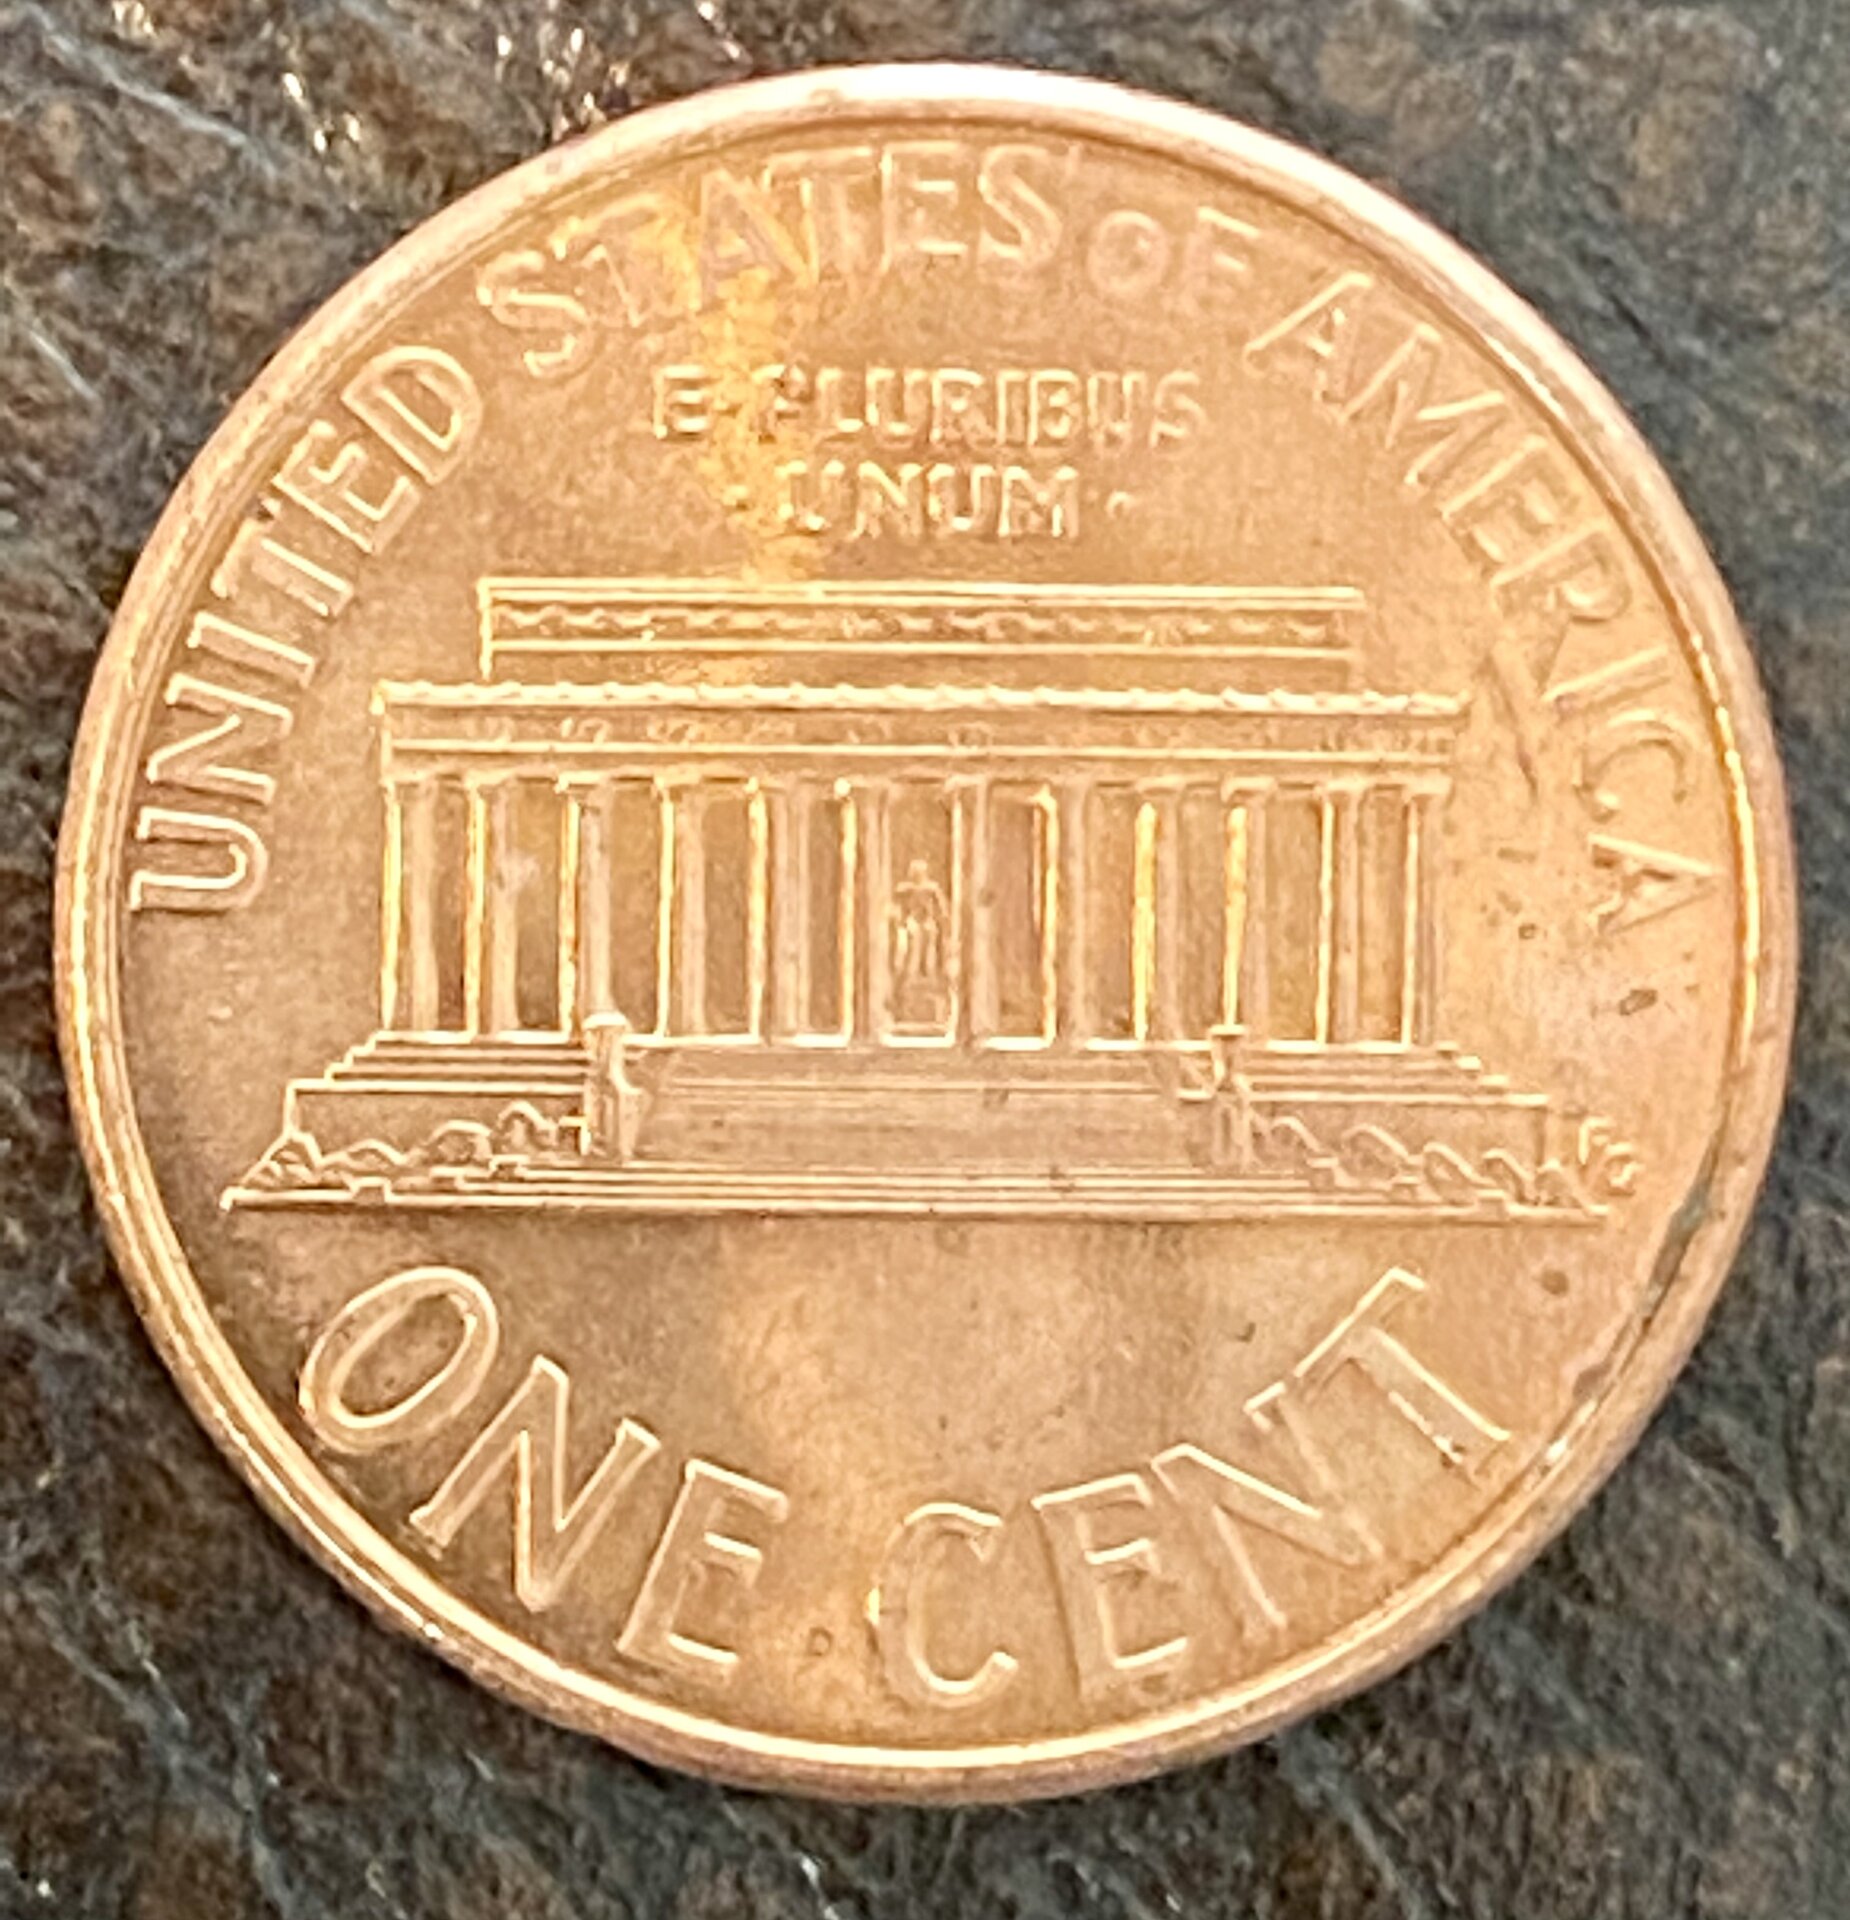 UNITED STATES OF AMERICA
E PLURIBUS
UNUM
ONE CENT